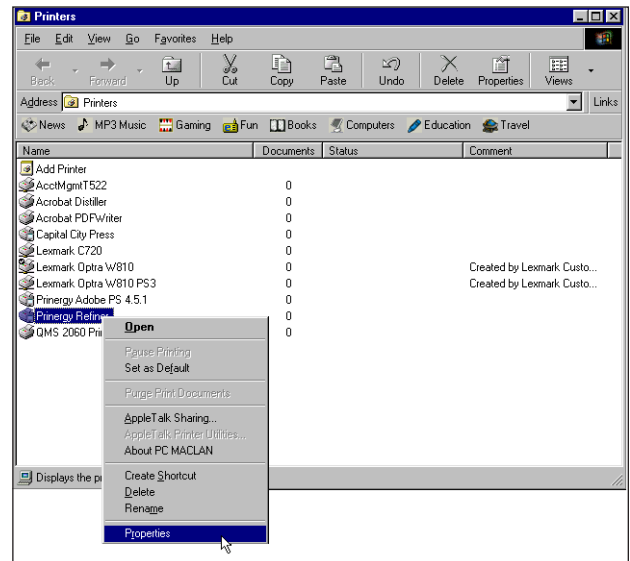 Printers
File Edit View Go Favorites Help
Back Forward Up Cut Copy Paste Undo Delete Properties Views
Address Printers Links
News MP3 Music Gaming Fun Books Computers Education Travel
Name Documents Status Comment
Add Printer
AcctMgmtT522 0
Acrobat Distiller 0
Acrobat PDFWriter 0
Capital City Press 0
Lexmark C720 0
Lexmark Optra W810 0 Created by Lexmark Custo...
Lexmark Optra W810 PS3 0 Created by Lexmark Custo...
Prinergy Adobe PS 4.5.1 0
Prinergy Refiner
QMS 2060 Pri 0
Open
Pause Printing
Set as Default
Purge Print Documents
AppleTalk Sharing...
AppleTalk Printer Utilities...
About PC MACLAN
Displays the p
Create Shortcut
Delete
Rename
Properties